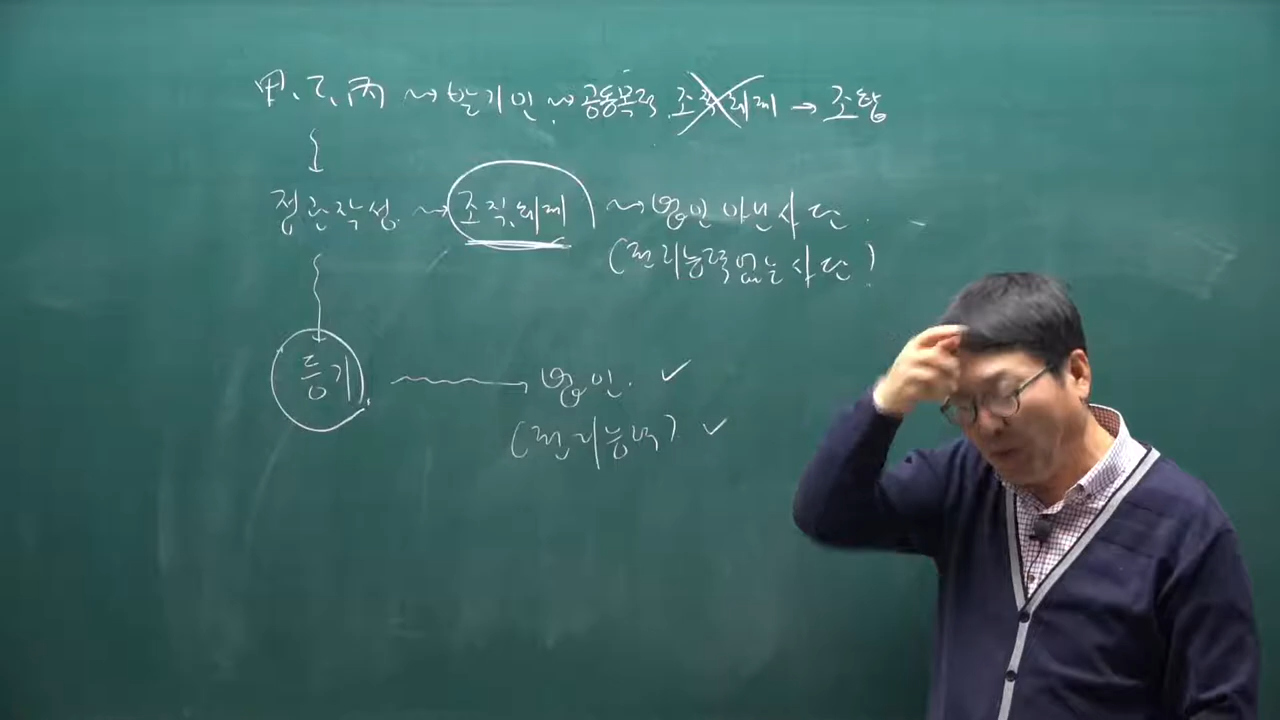 甲, 乙, 丙 → 발기인 → 공동목적, 조직체제 → 조합
정관작성 → 조직체제 → 법인 아닌 사단.
(권리능력없는 사단)
등기 → 법인. ✓
(권리능력) ✓